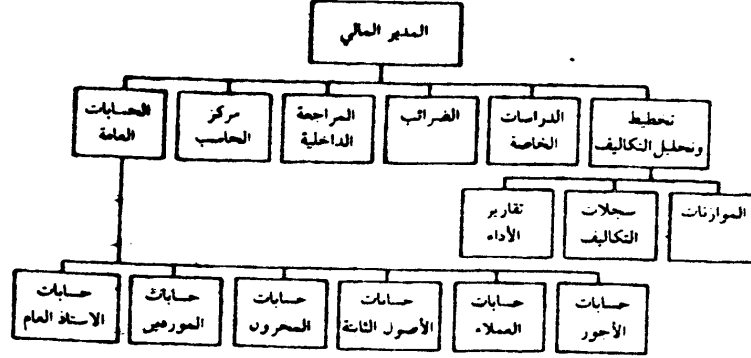 المدير المالي
تخطيط
وتحليل التكاليف
الدراسات
الخاصة
الضرائب
المراجعة
الداخلية
مركز
الحاسب
الحسابات
العامة
الموازنات
سجلات
التكاليف
تقارير
الأداء
حسابات
الأجور
حسابات
العملاء
حسابات
الأصول الثابتة
حسابات
المخزون
حسابات
الموردين
حسابات
الاستاذ العام